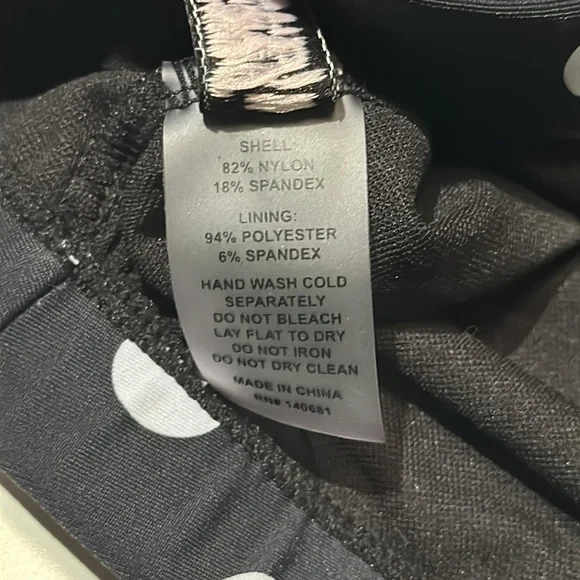 SHELL:
82% NYLON
18% SPANDEX
LINING:
94% POLYESTER
6% SPANDEX
HAND WASH COLD
SEPARATELY
DO NOT BLEACH
LAY FLAT TO DRY
DO NOT IRON
DO NOT DRY CLEAN
MADE IN CHINA
RN# 140681